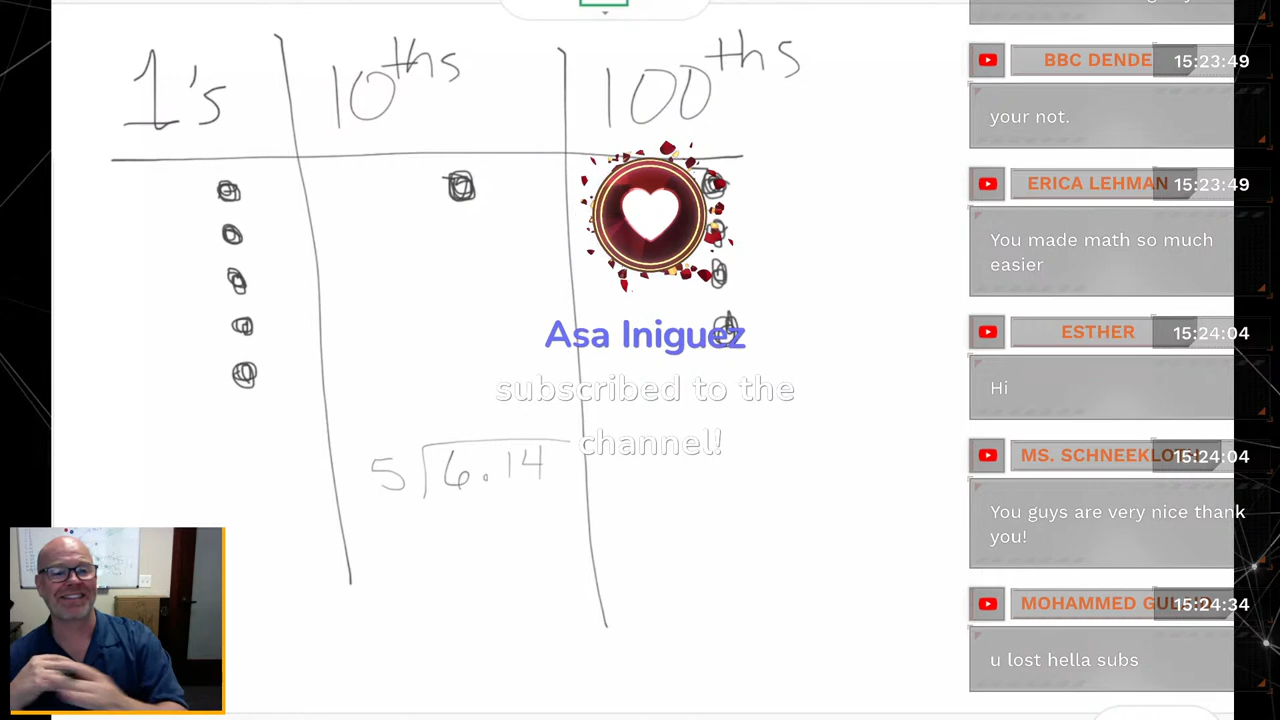 1's 10ths 100ths
Asa Iniguez
subscribed to the
channel!
5 6.14
BBC DENDE 15:23:49
your not.
ERICA LEHMAN 15:23:49
You made math so much
easier
ESTHER 15:24:04
Hi
MS. 15:24:04
You guys are very nice thank
you!
MOHAMMED 15:24:34
u lost hella subs